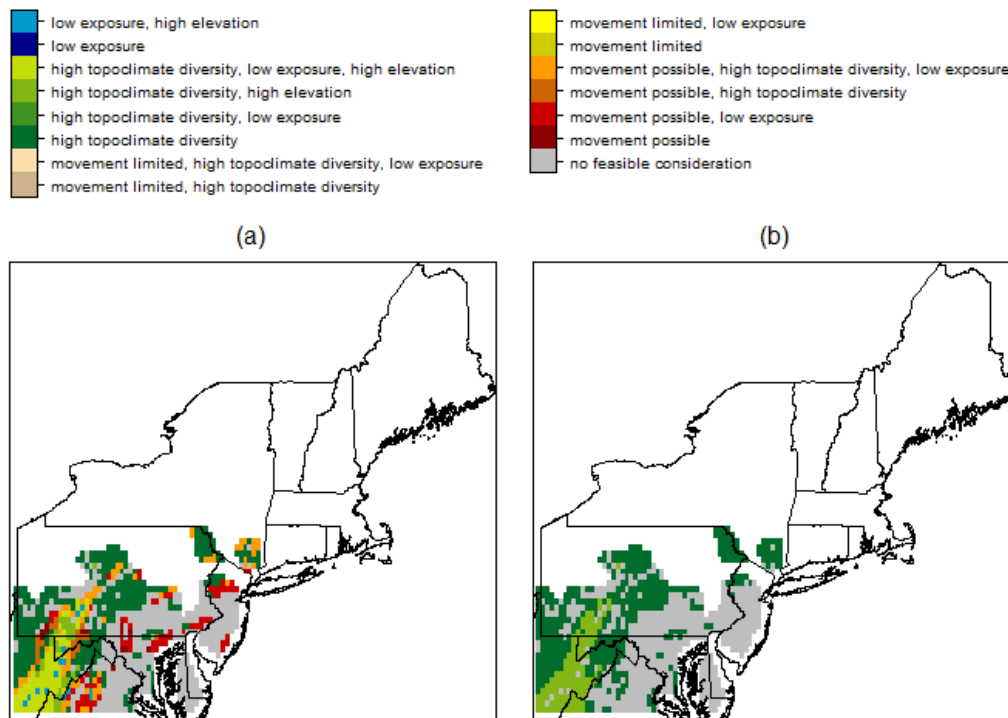 low exposure, high elevation
low exposure
high topoclimate diversity, low exposure, high elevation
high topoclimate diversity, high elevation
high topoclimate diversity, low exposure
high topoclimate diversity
movement limited, high topoclimate diversity, low exposure
movement limited, high topoclimate diversity
movement limited, low exposure
movement limited
movement possible, high topoclimate diversity, low exposure
movement possible, high topoclimate diversity
movement possible, low exposure
movement possible
no feasible consideration
(a)
(b)